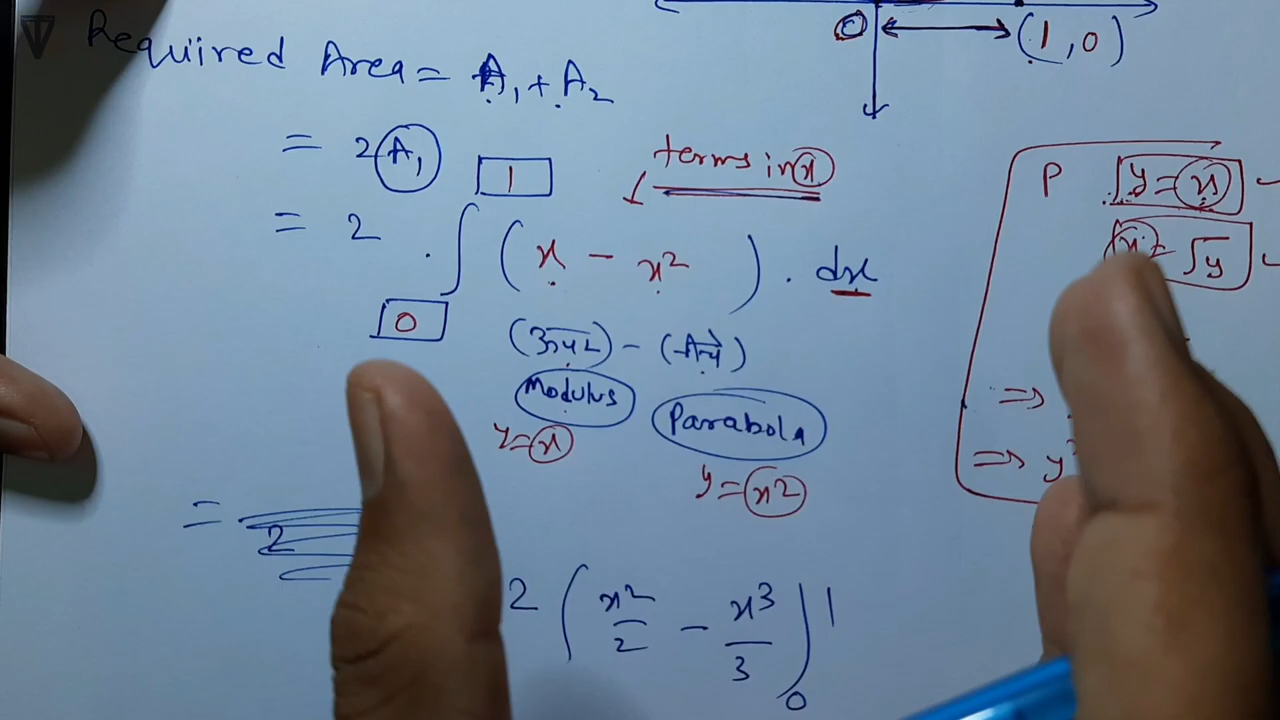 Required Area = A₁ + A₂
= 2 A₁
1
terms in x
= 2 . ∫ ( x - x² ) . dx
0
(ऊपर) - (नीचे)
Modulus
Parabola
y = x
y = x²
=
2
2 ( x²/2 - x³/3 )
1
0
O
(1,0)
P
y = x
x = √y
⇒
⇒ y